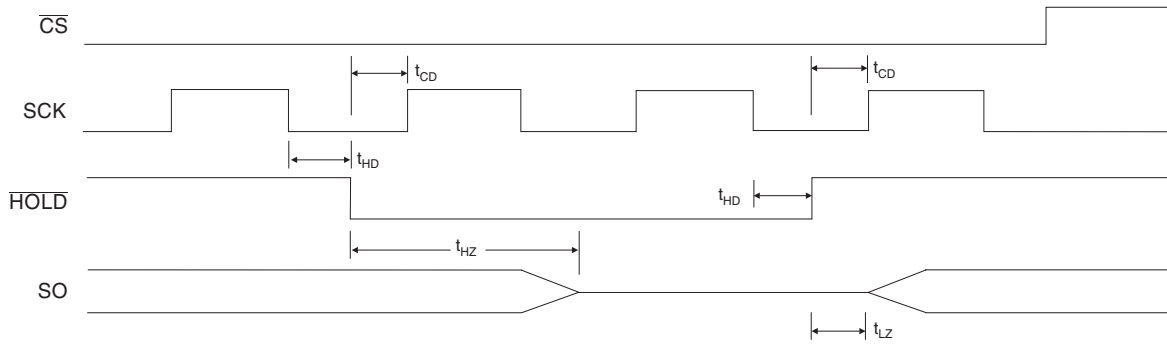 CS
t_CD
t_CD
SCK
t_HD
HOLD
t_HD
t_HZ
SO
t_LZ